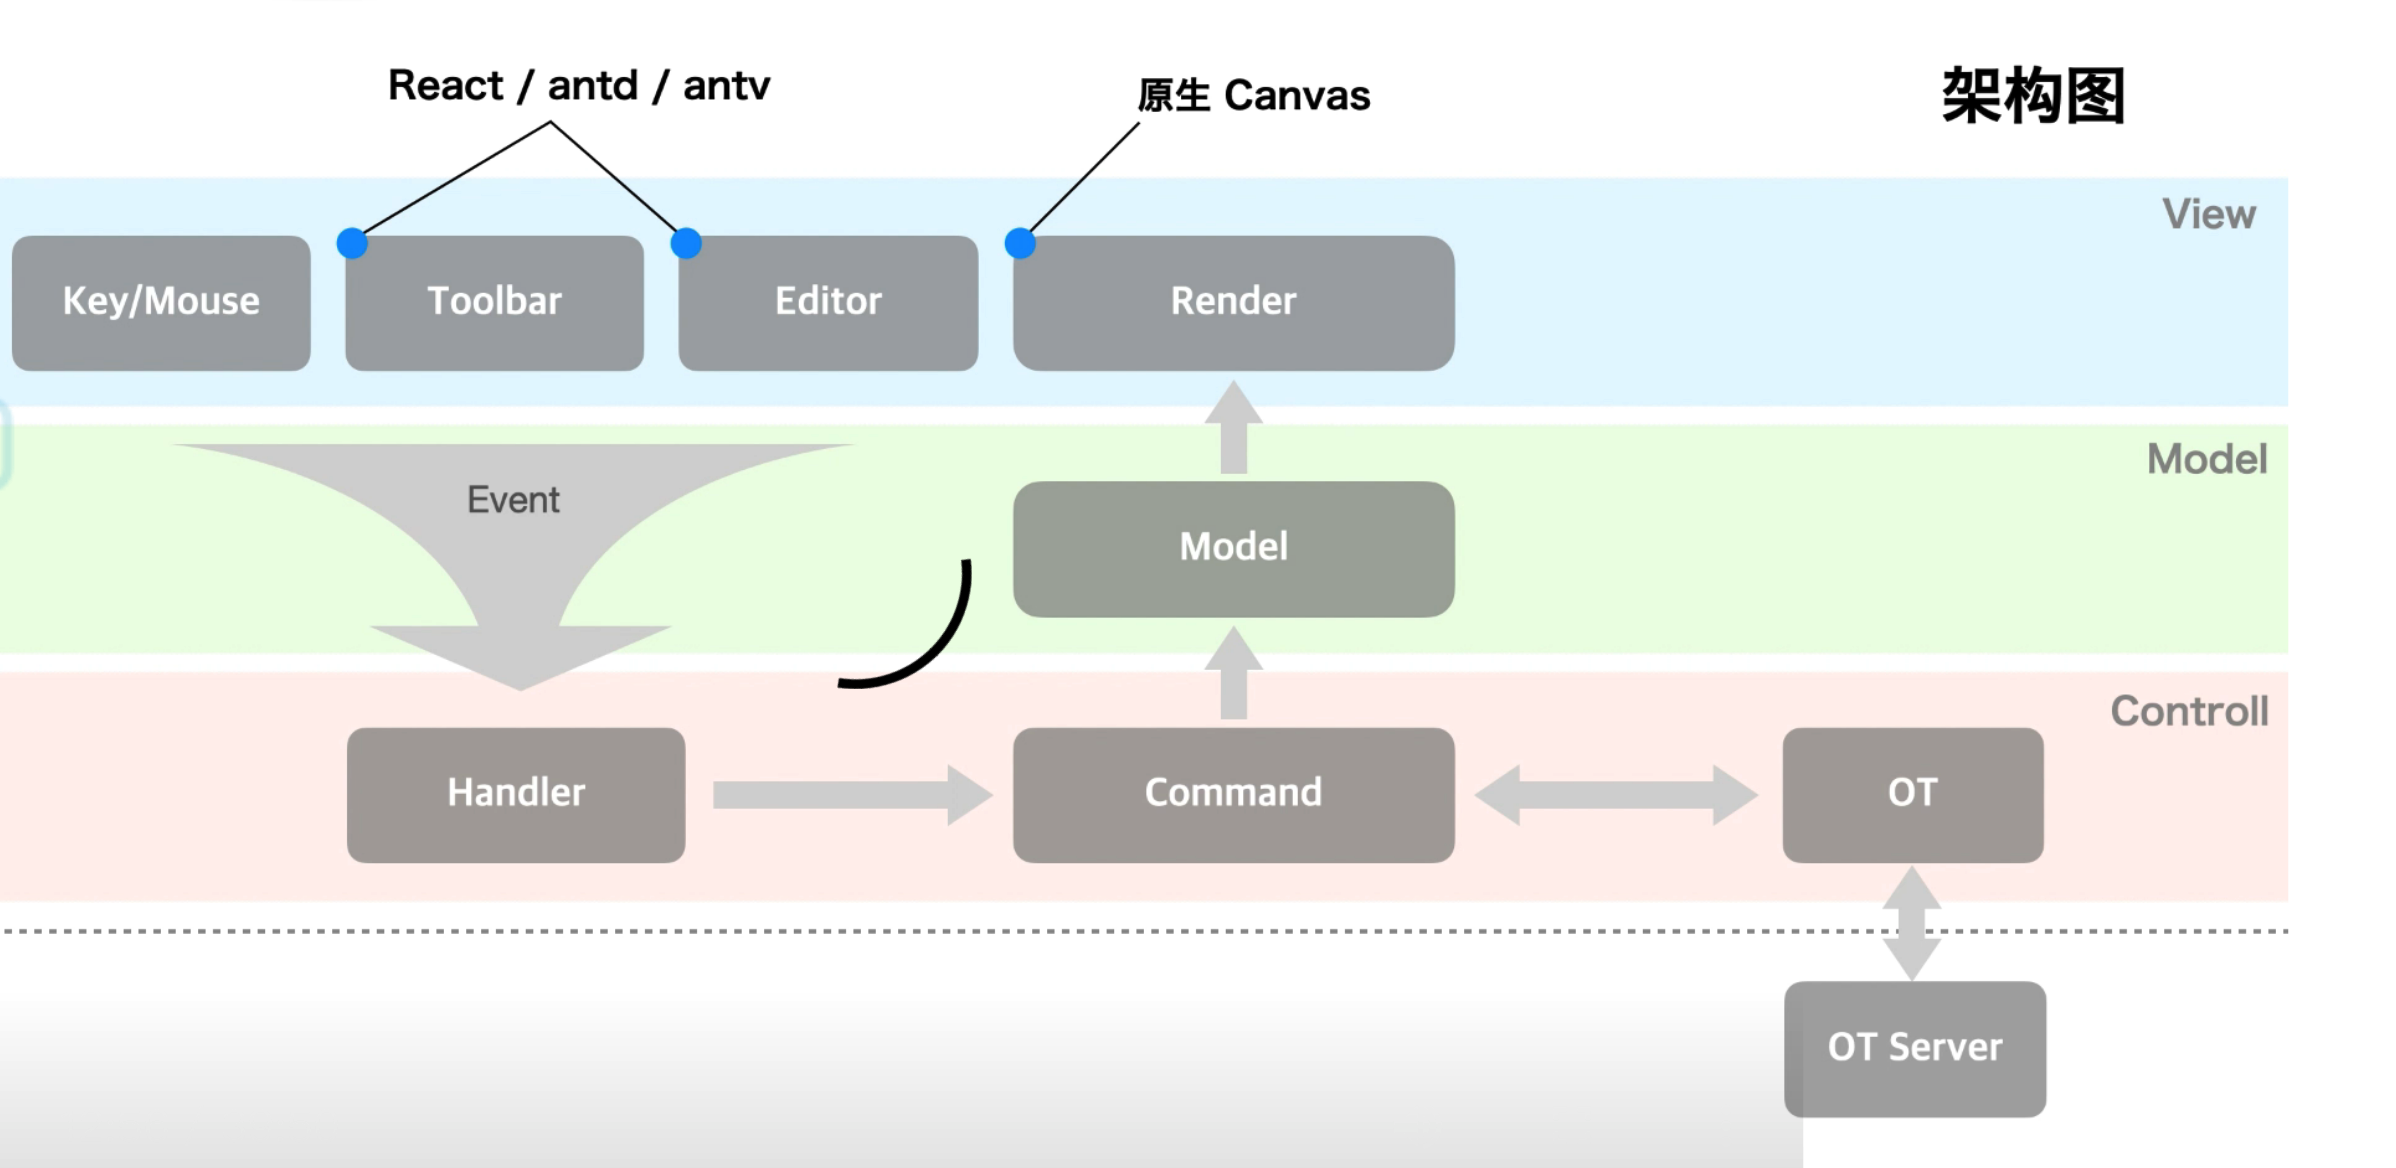 React / antd / antv
原生 Canvas
架构图
View
Key/Mouse
Toolbar
Editor
Render
Model
Event
Model
Controll
Handler
Command
OT
OT Server